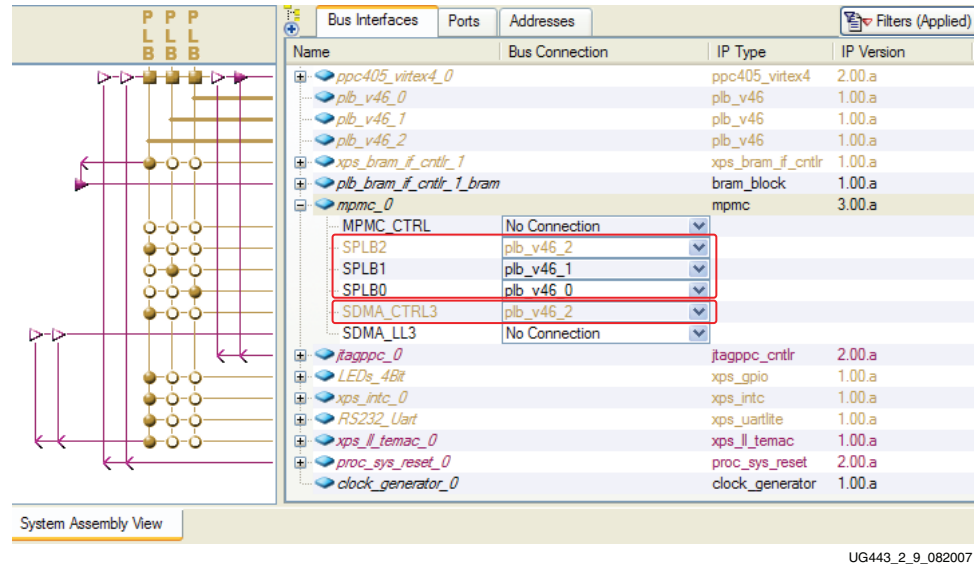 P P P
L L L
B B B
Bus Interfaces Ports Addresses Filters (Applied)
Name Bus Connection IP Type IP Version
ppc405_virtex4_0 ppc405_virtex4 2.00.a
plb_v46_0 plb_v46 1.00.a
plb_v46_1 plb_v46 1.00.a
plb_v46_2 plb_v46 1.00.a
xps_bram_if_cntlr_1 xps_bram_if_cntlr 1.00.a
plb_bram_if_cntlr_1_bram bram_block 1.00.a
mpmc_0 mpmc 3.00.a
MPMC_CTRL No Connection
SPLB2 plb_v46_2
SPLB1 plb_v46_1
SPLB0 plb_v46_0
SDMA_CTRL3 plb_v46_2
SDMA_LL3 No Connection
jtagppc_0 jtagppc_cntlr 2.00.a
LEDs_4Bit xps_gpio 1.00.a
xps_intc_0 xps_intc 1.00.a
RS232_Uart xps_uartlite 1.00.a
xps_ll_temac_0 xps_ll_temac 1.00.a
proc_sys_reset_0 proc_sys_reset 2.00.a
clock_generator_0 clock_generator 1.00.a
System Assembly View
UG443_2_9_082007